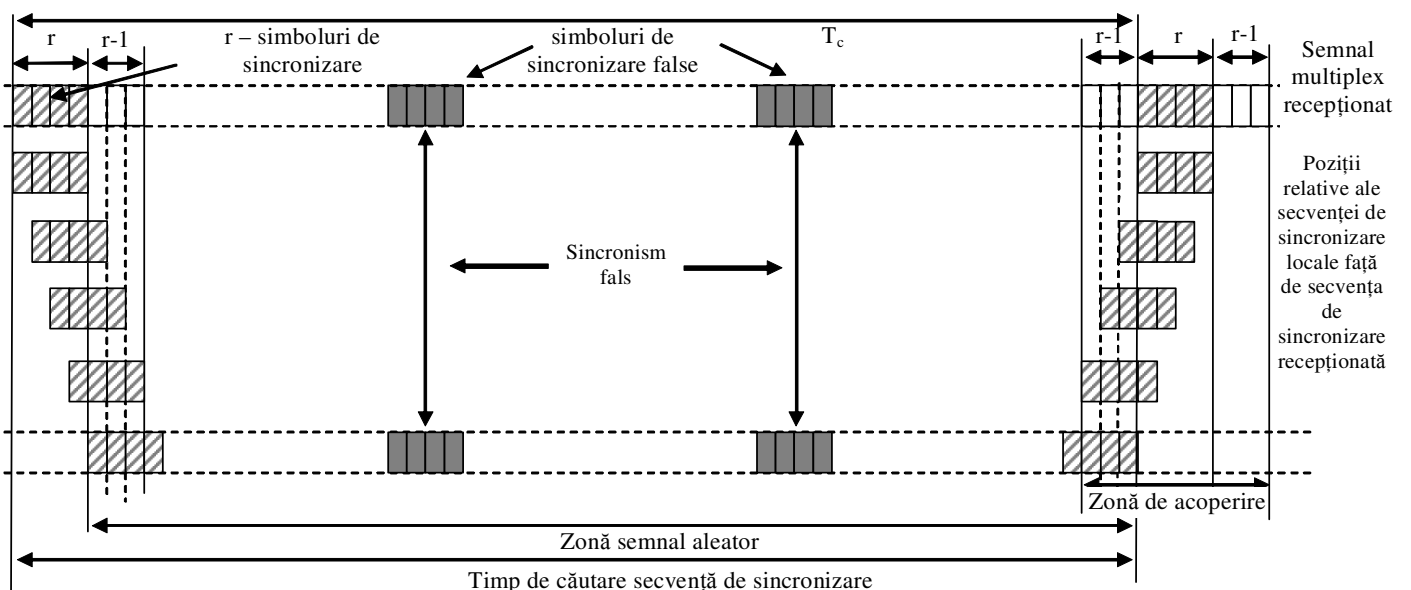 r
r-1
r – simboluri de
sincronizare
simboluri de
sincronizare false
T_c
r-1
r
r-1
Semnal
multiplex
recepționat
Poziții
relative ale
secvenței de
sincronizare
locale față
de secvența
de
sincronizare
recepționată
Sincronism
fals
Zonă de acoperire
Zonă semnal aleator
Timp de căutare secvență de sincronizare